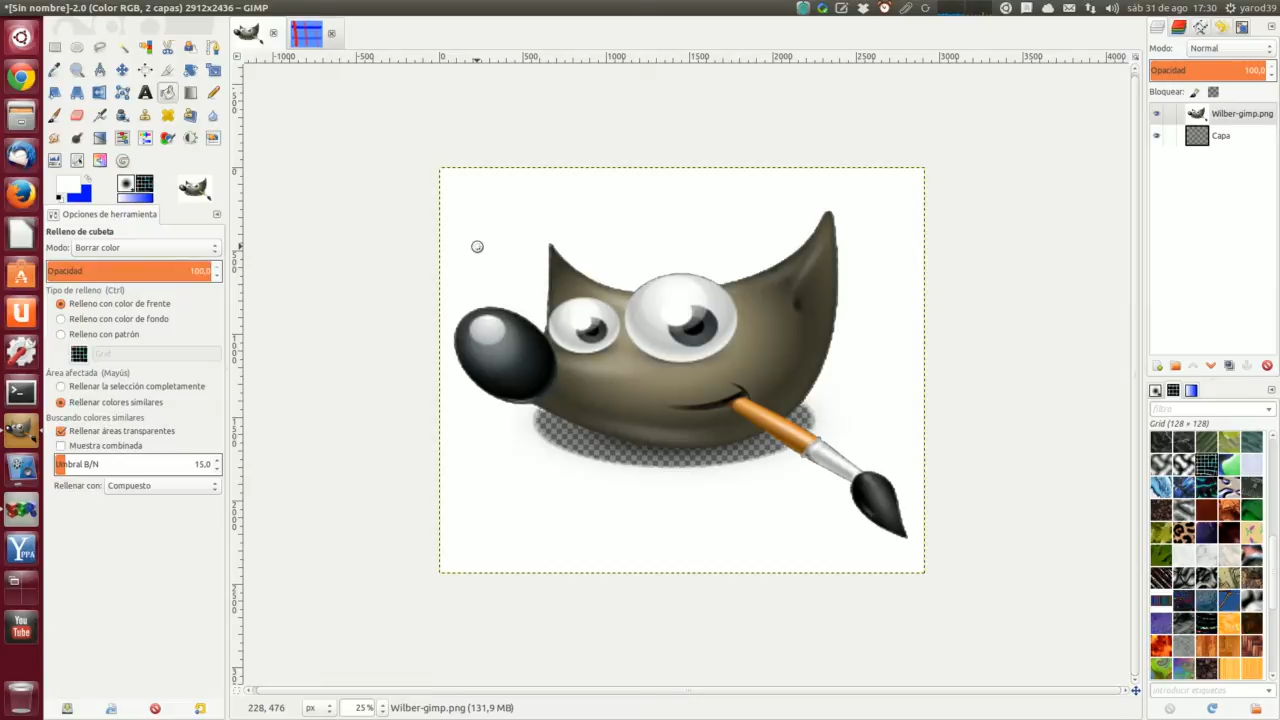 *[Sin nombre]-2.0 (Color RGB, 2 capas) 2912x2436 – GIMP
sáb 31 de ago 17:30 yarod39
-1000 -500 0 500 1000 1500 2000 2500 3000 3500 4000
Modo: Normal
Opacidad 100,0
Bloquear:
Wilber-gimp.png
Capa
Opciones de herramienta
Relleno de cubeta
Modo: Borrar color
Opacidad 100,0
Tipo de relleno (Ctrl)
Relleno con color de frente
Relleno con color de fondo
Relleno con patrón
Grid
Área afectada (Mayús)
Rellenar la selección completamente
Rellenar colores similares
Buscando colores similares
Rellenar áreas transparentes
Muestra combinada
Umbral B/N 15,0
Rellenar con: Compuesto
filtro
Grid (128 × 128)
introducir etiquetas
YPPA
You
Tube
228, 476 px 25% Wilber-gimp.png (131,9 MB)